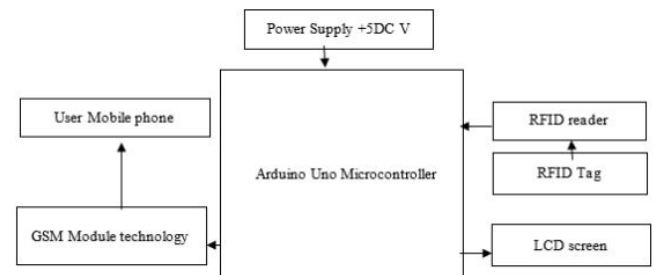 Power Supply +5DC V
User Mobile phone
RFID reader
Arduino Uno Microcontroller
RFID Tag
GSM Module technology
LCD screen